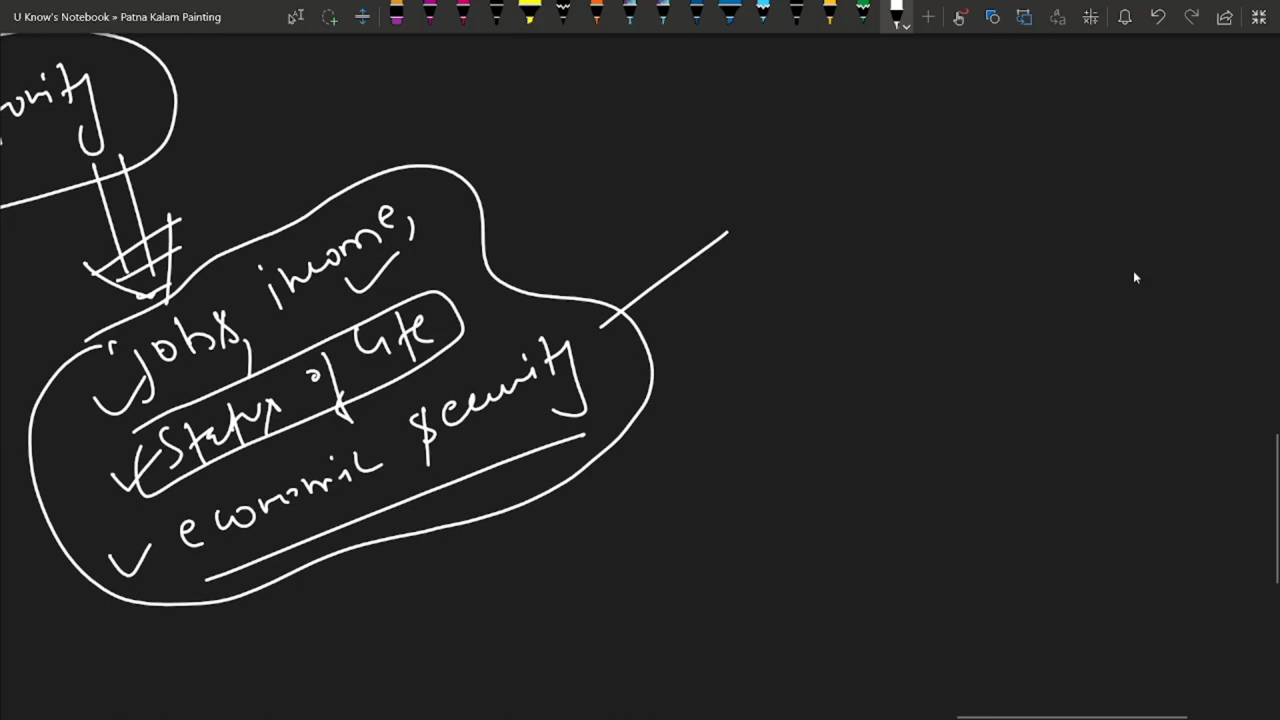 U Know's Notebook » Patna Kalam Painting
jobs, income,
Status of life
economic security